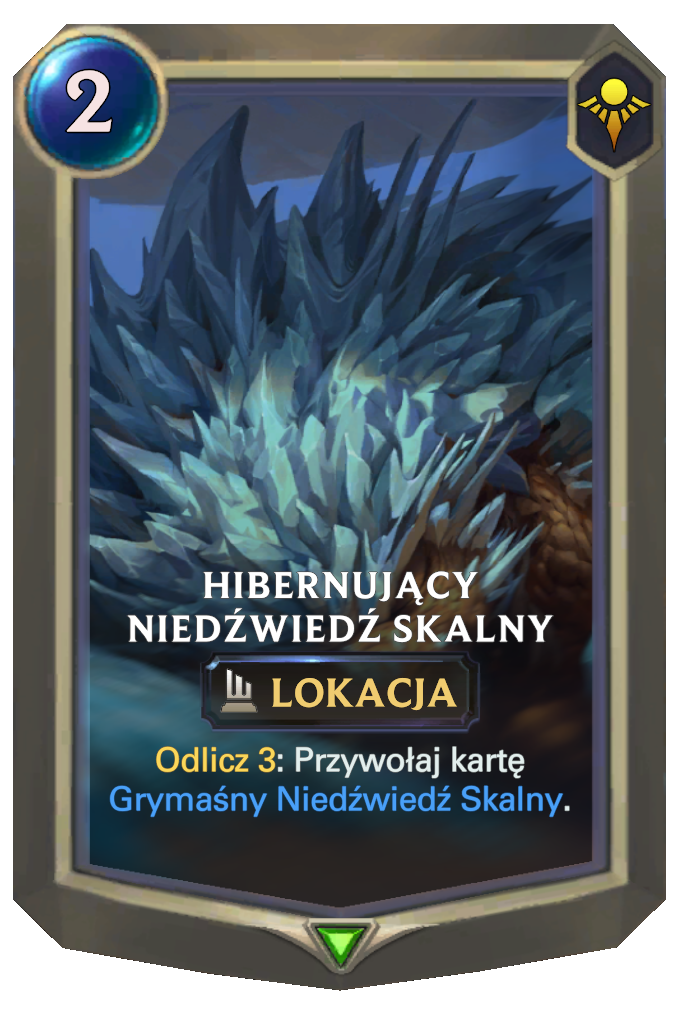 2
HIBERNUJĄCY
NIEDŹWIEDŹ SKALNY
LOKACJA
Odlicz 3: Przywołaj kartę
Grymaśny Niedźwiedź Skalny.